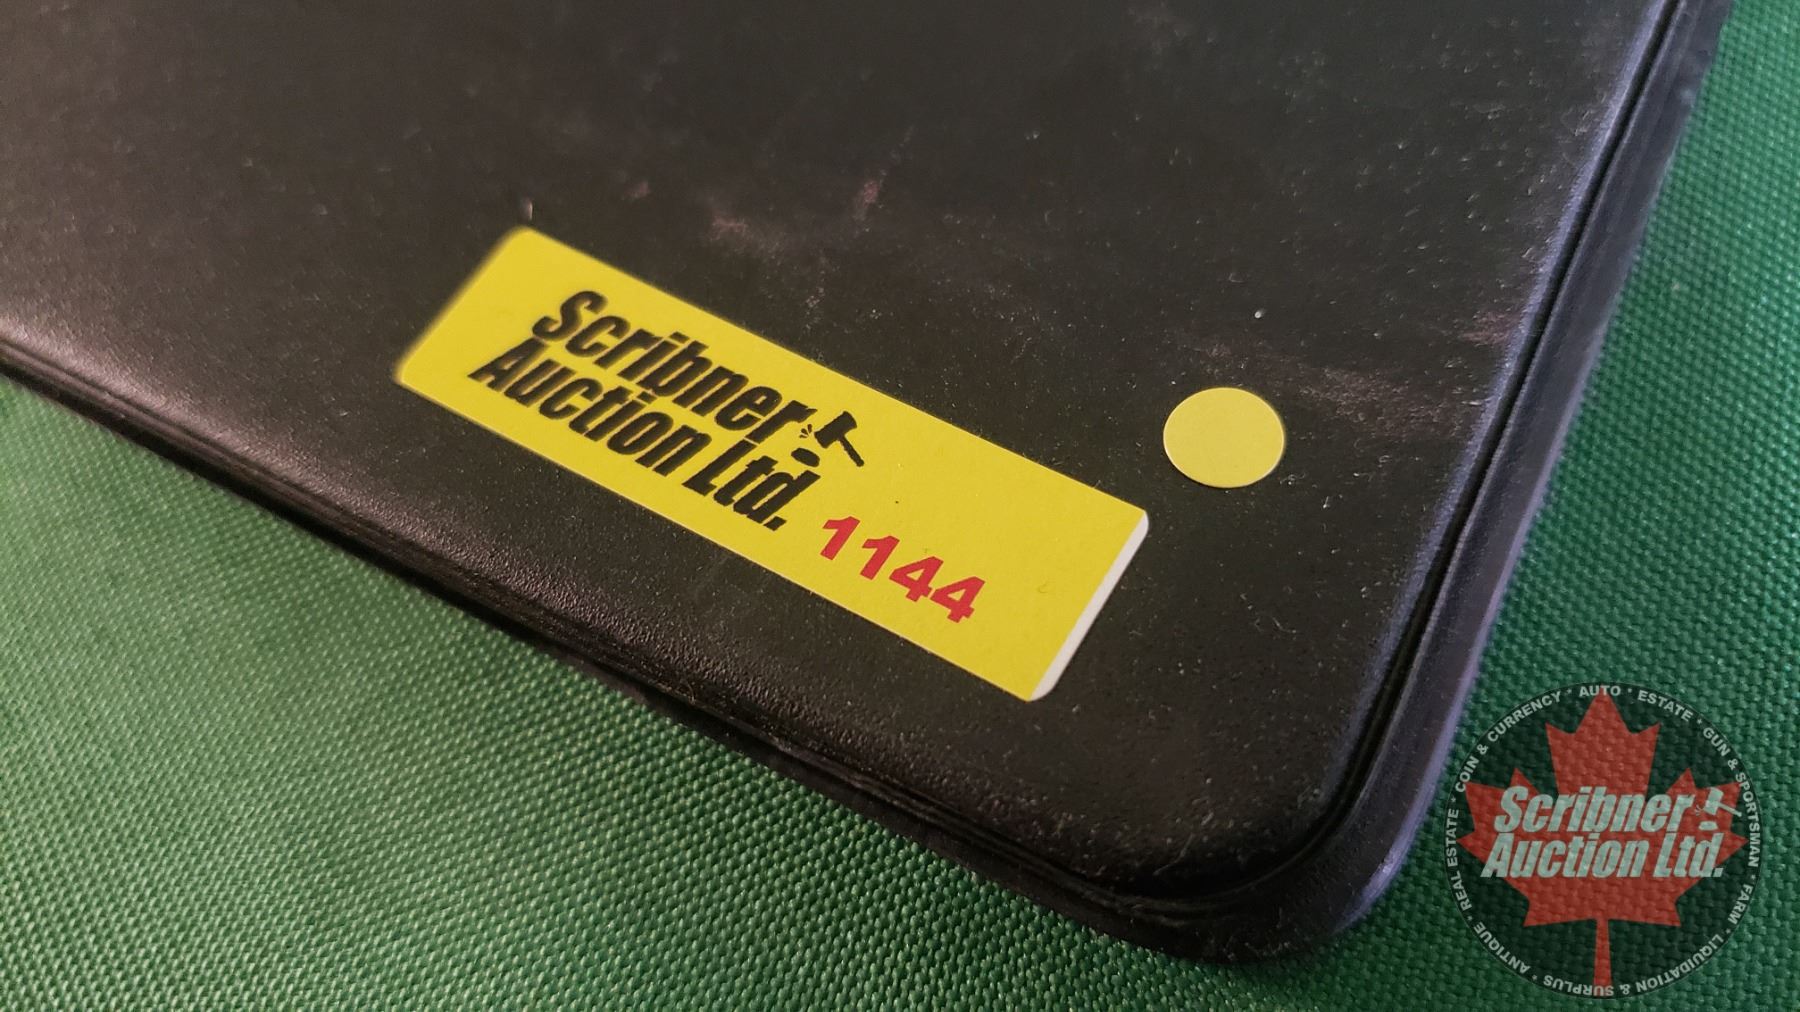 Scribner
Auction Ltd.
1144
REAL ESTATE * COIN & CURRENCY * AUTO * ESTATE * GUN & SPORTSMAN * FARM * LIQUIDATION & SURPLUS * ANTIQUE *
Scribner
Auction Ltd.